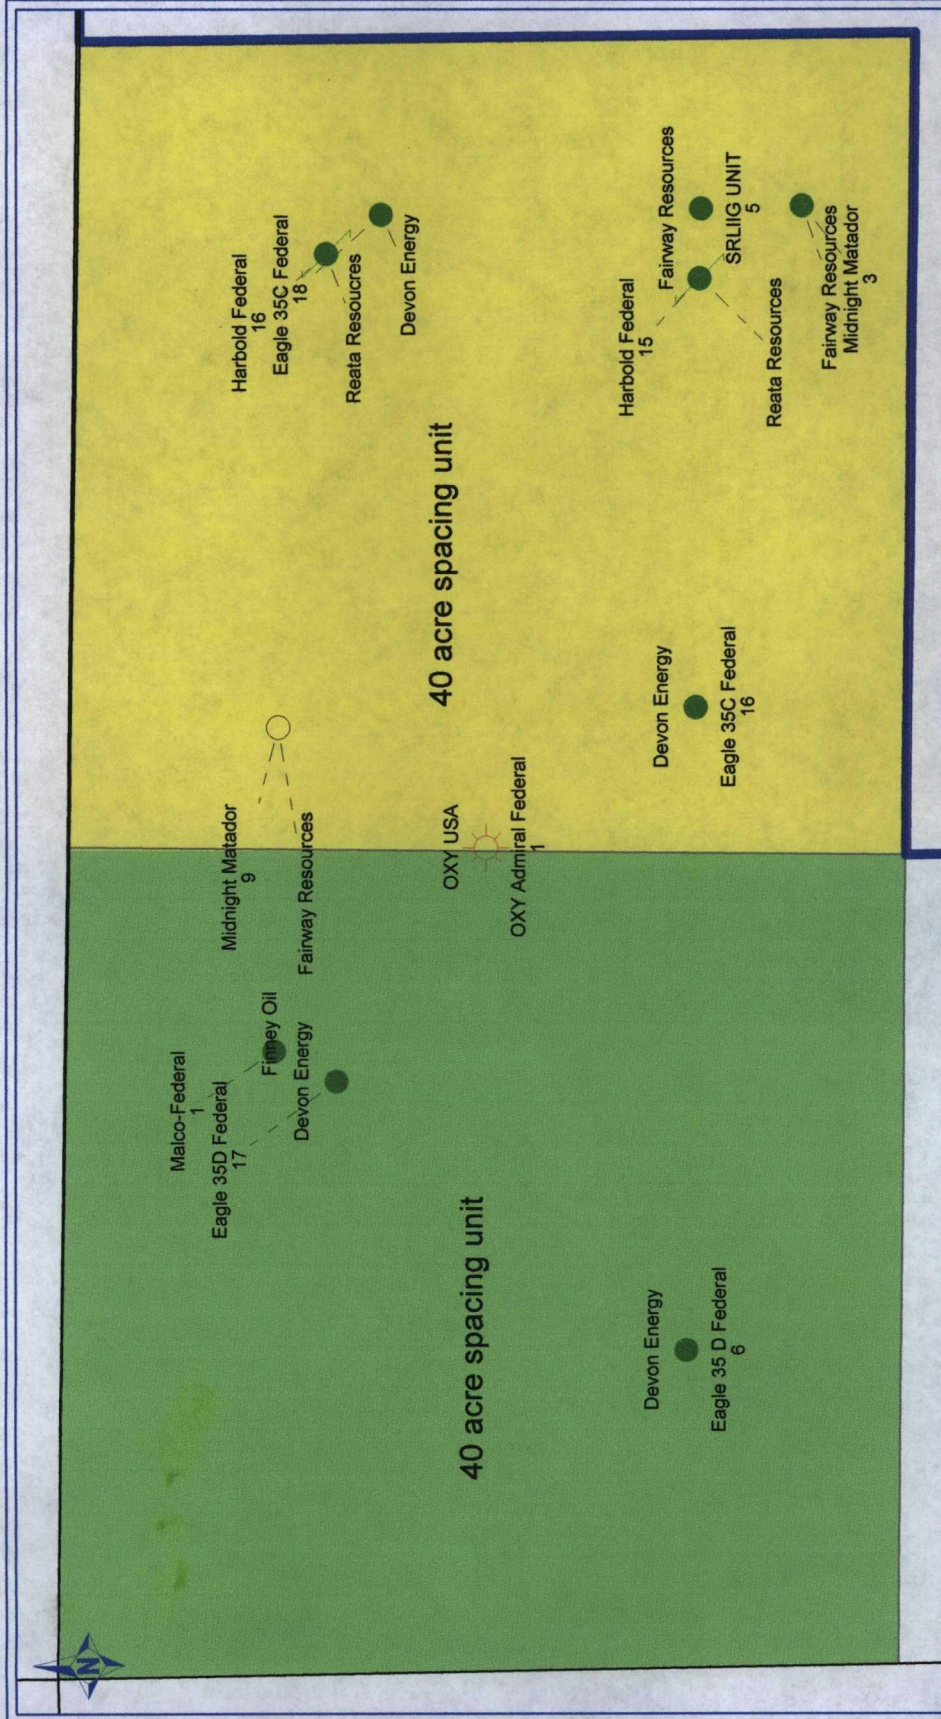 N
Malco-Federal
1
Eagle 35D Federal
17
Finney Oil
Devon Energy
40 acre spacing unit
Devon Energy
Eagle 35 D Federal
6
Midnight Matador
9
Fairway Resources
OXY USA
OXY Admiral Federal
1
Harbold Federal
16
Eagle 35C Federal
18
Reata Resoucres
Devon Energy
40 acre spacing unit
Devon Energy
Eagle 35C Federal
16
Harbold Federal
15
Fairway Resources
SRLIIG UNIT
5
Reata Resources
Fairway Resources
Midnight Matador
3